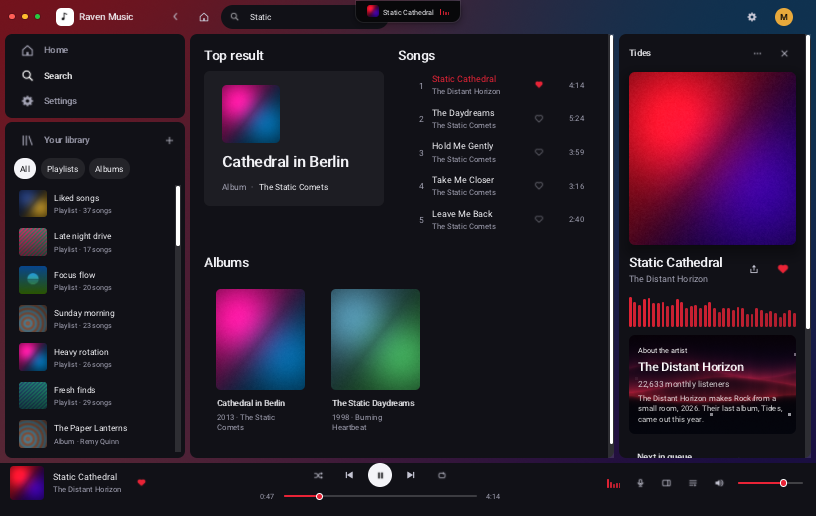 Raven Music
Static
Static Cathedral
M
Home
Search
Settings
Your library
All
Playlists
Albums
Liked songs
Playlist · 37 songs
Late night drive
Playlist · 17 songs
Focus flow
Playlist · 20 songs
Sunday morning
Playlist · 23 songs
Heavy rotation
Playlist · 26 songs
Fresh finds
Playlist · 29 songs
The Paper Lanterns
Album · Remy Quinn
Top result
Cathedral in Berlin
Album · The Static Comets
Songs
1 Static Cathedral 4:14
The Distant Horizon
2 The Daydreams 5:24
The Static Comets
3 Hold Me Gently 3:59
The Static Comets
4 Take Me Closer 3:16
The Static Comets
5 Leave Me Back 2:40
The Static Comets
Albums
Cathedral in Berlin
2013 · The Static
Comets
The Static Daydreams
1998 · Burning
Heartbeat
Tides
Static Cathedral
The Distant Horizon
About the artist
The Distant Horizon
22,633 monthly listeners
The Distant Horizon makes Rock from a
small room, 2026. Their last album, Tides,
came out this year.
Next in queue
Static Cathedral
The Distant Horizon
0:47
4:14